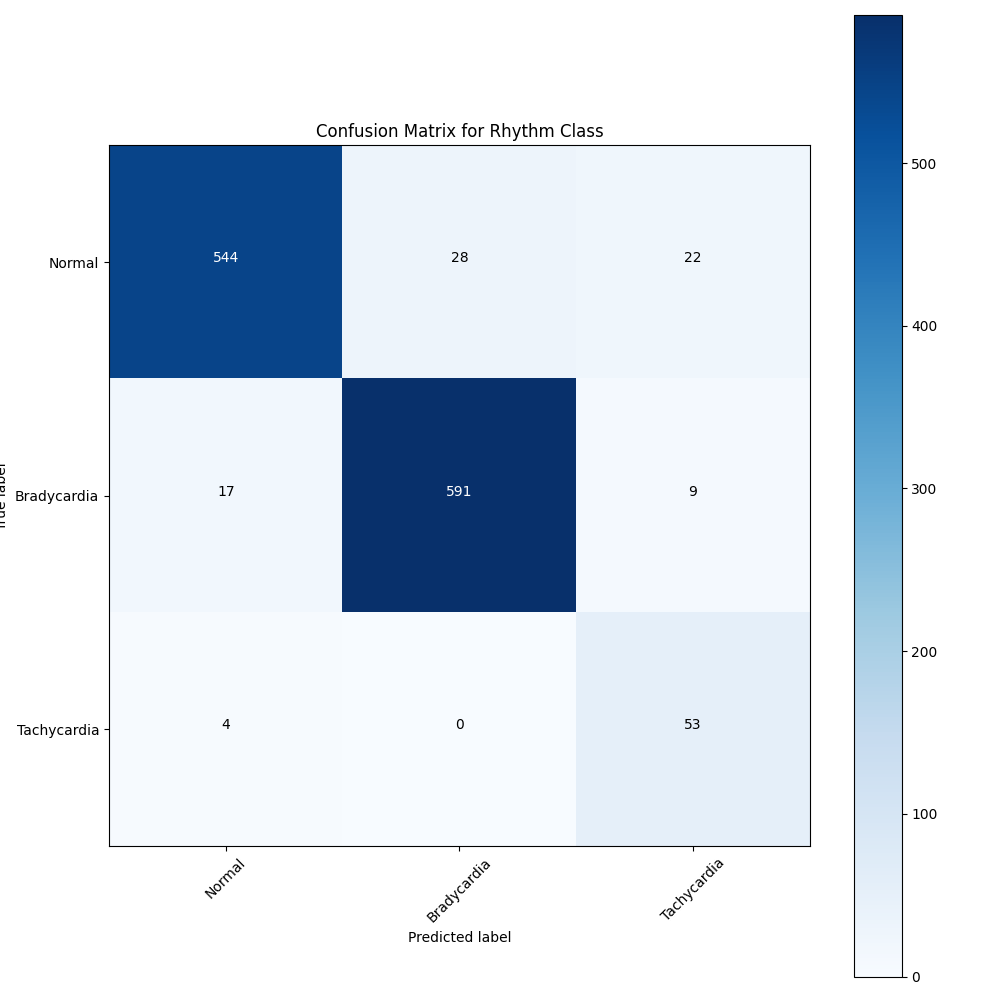 Confusion Matrix for Rhythm Class
Normal
544
28
22
Bradycardia
17
591
9
Tachycardia
4
0
53
Normal
Bradycardia
Tachycardia
Predicted label
500
400
300
200
100
0